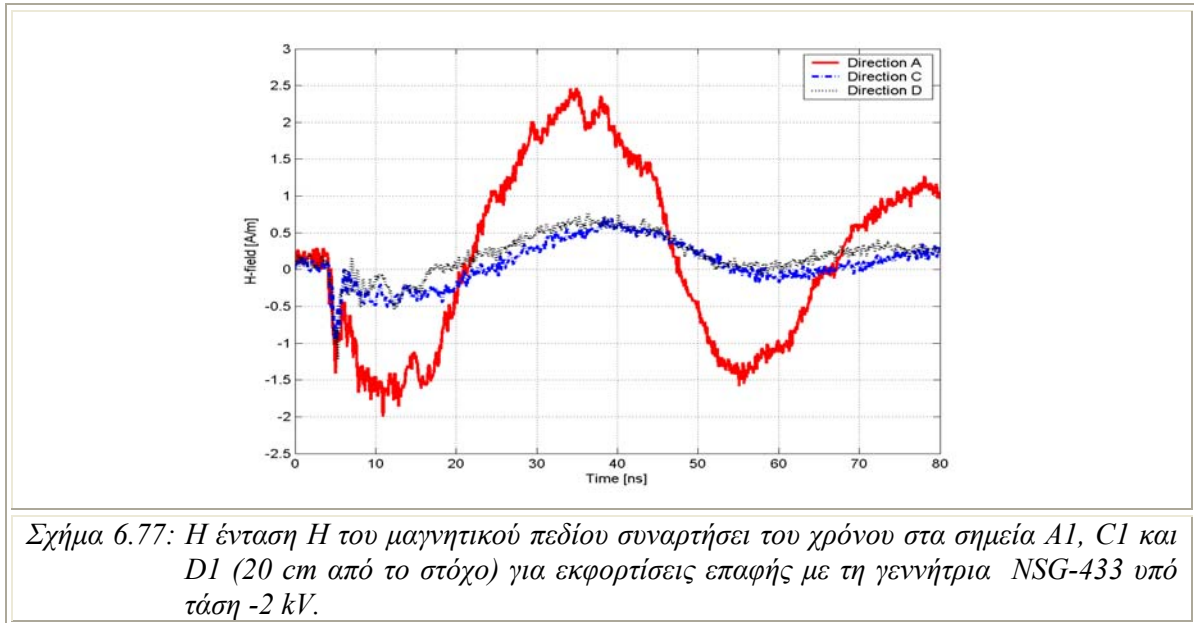 3
2.5
2
1.5
1
0.5
0
-0.5
-1
-1.5
-2
-2.5
H-field [A/m]
Direction A
Direction C
Direction D
0 10 20 30 40 50 60 70 80
Time [ns]
Σχήμα 6.77: Η ένταση Η του μαγνητικού πεδίου συναρτήσει του χρόνου στα σημεία A1, C1 και
D1 (20 cm από το στόχο) για εκφορτίσεις επαφής με τη γεννήτρια NSG-433 υπό
τάση -2 kV.